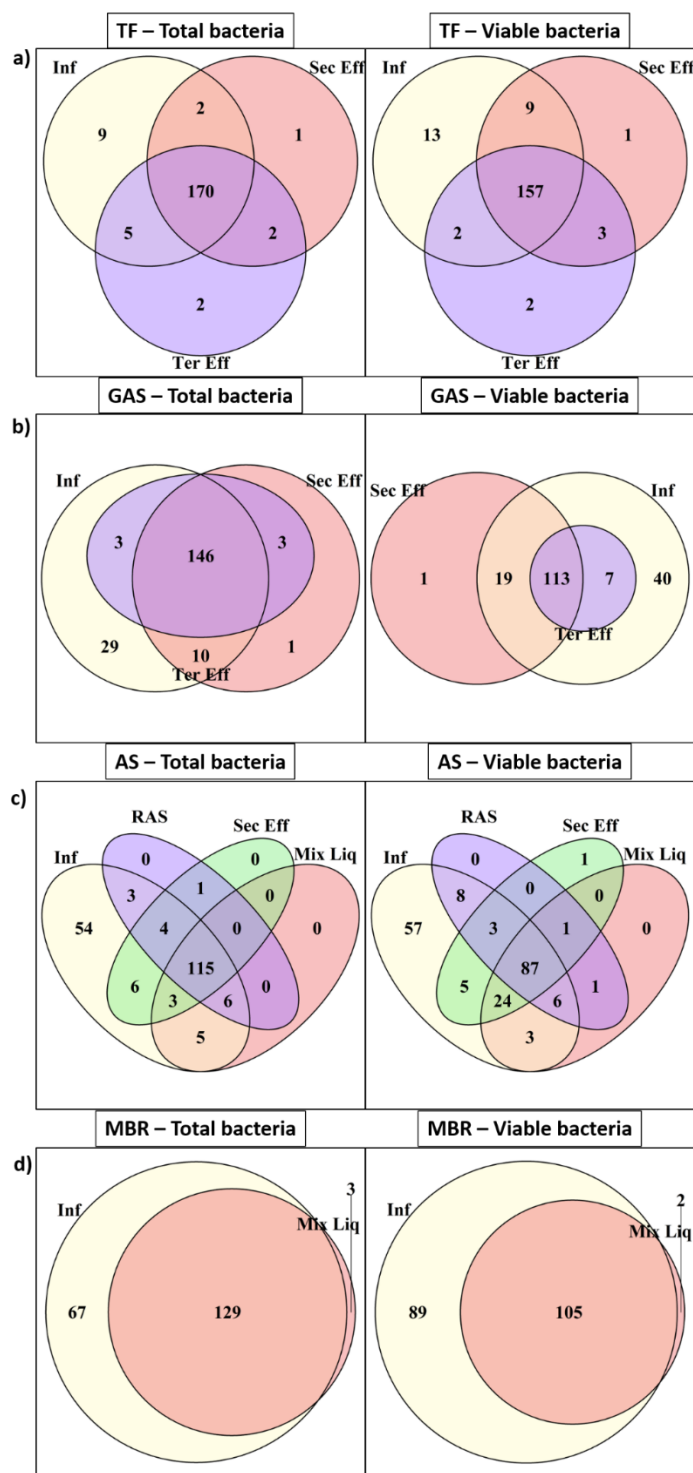 TF – Total bacteria
TF – Viable bacteria
a)
Inf
Sec Eff
2
9
1
170
5
2
2
Ter Eff
Inf
Sec Eff
9
13
1
157
2
3
2
Ter Eff
GAS – Total bacteria
GAS – Viable bacteria
b)
Inf
Sec Eff
3
146
3
29
10
1
Ter Eff
Sec Eff
Inf
1
19
113
7
40
Ter Eff
AS – Total bacteria
AS – Viable bacteria
c)
RAS
Sec Eff
Inf
Mix Liq
0
0
3
1
0
54
4
0
0
115
6
3
6
0
5
RAS
Sec Eff
Inf
Mix Liq
0
1
8
0
0
57
3
1
0
87
5
24
6
1
3
MBR – Total bacteria
MBR – Viable bacteria
d)
3
Inf
Mix Liq
67
129
2
Inf
Mix Liq
89
105